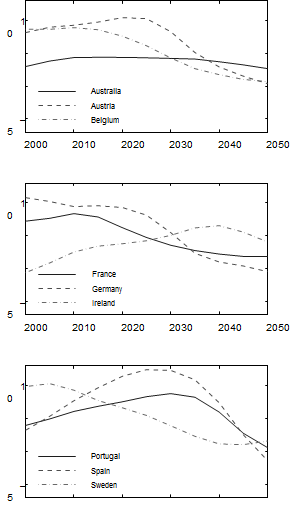 1
0
Australia
Austria
Belgium
5
2000 2010 2020 2030 2040 2050
1
0
France
Germany
Ireland
5
2000 2010 2020 2030 2040 2050
1
0
Portugal
Spain
Sweden
5